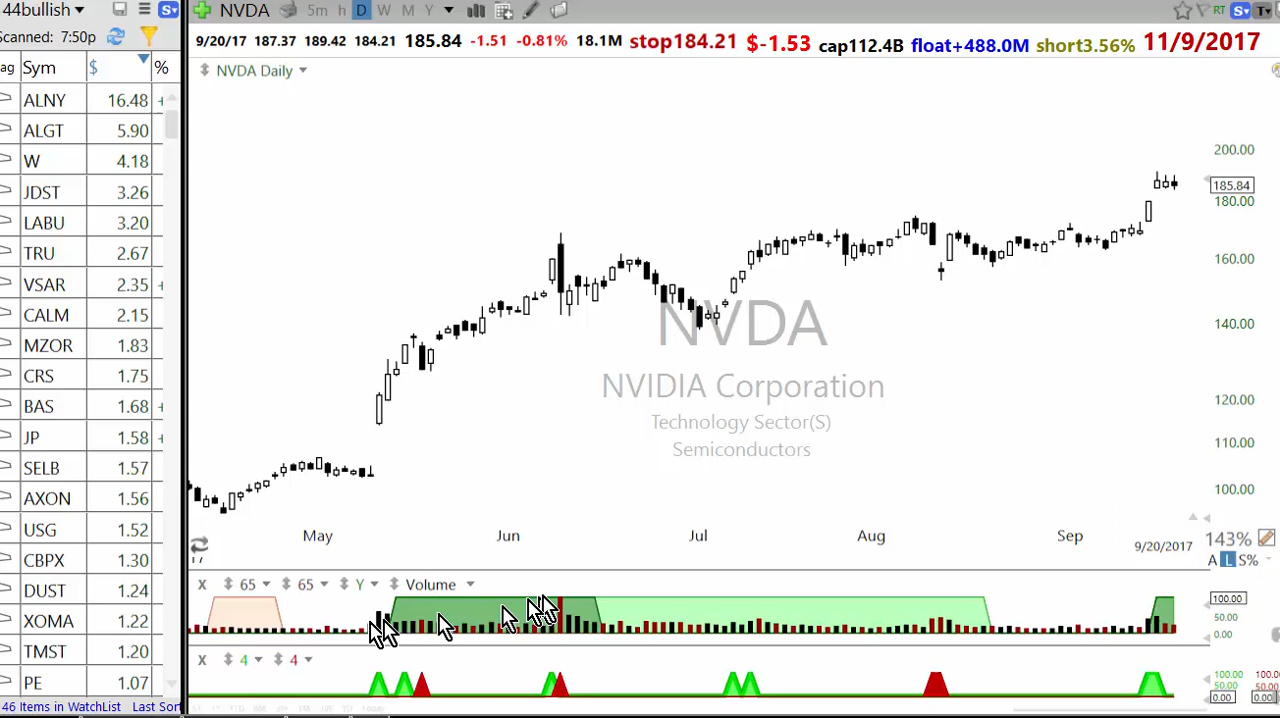 44bullish
Scanned: 7:50p
ag Sym $ %
ALNY 16.48 +
ALGT 5.90
W 4.18
JDST 3.26
LABU 3.20
TRU 2.67
VSAR 2.35 +
CALM 2.15
MZOR 1.83
CRS 1.75
BAS 1.68 +
JP 1.58 +
SELB 1.57
AXON 1.56
USG 1.52
CBPX 1.30
DUST 1.24
XOMA 1.22
TMST 1.20
PE 1.07
46 Items in WatchList Last Sort
NVDA 5m h D W M Y
RT S T
9/20/17 187.37 189.42 184.21 185.84 -1.51 -0.81% 18.1M stop184.21 $-1.53 cap112.4B float+488.0M short3.56% 11/9/2017
NVDA Daily
200.00
185.84
180.00
160.00
140.00
120.00
110.00
100.00
NVDA
NVIDIA Corporation
Technology Sector(S)
Semiconductors
May Jun Jul Aug Sep 9/20/2017
17
143%
A L S%
X 65 65 Y Volume
100.00
50.00
0.00
X 4 4
100.00 100.0
50.00 50.0
0.00 0.00